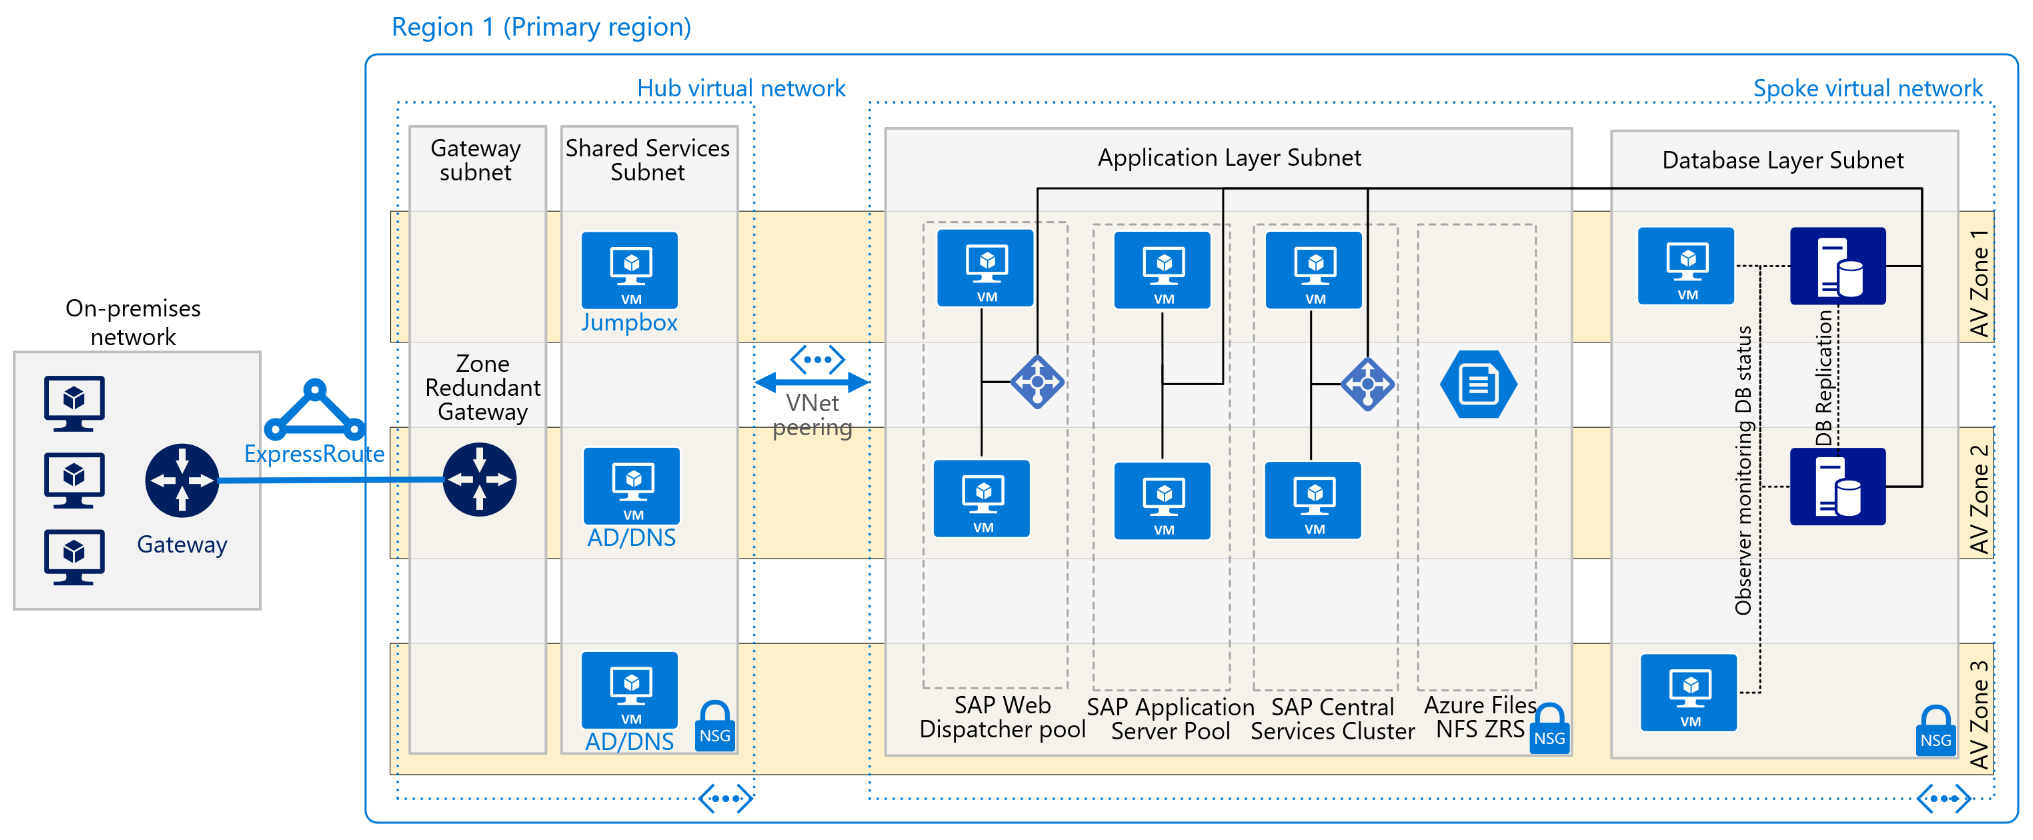 Region 1 (Primary region)
Hub virtual network
Spoke virtual network
On-premises
network
Gateway
ExpressRoute
Gateway
subnet
Zone
Redundant
Gateway
Shared Services
Subnet
VM
Jumpbox
VM
AD/DNS
VM
AD/DNS
NSG
VNet
peering
Application Layer Subnet
VM
VM
SAP Web
Dispatcher pool
VM
VM
SAP Application
Server Pool
VM
VM
SAP Central
Services Cluster
Azure Files
NFS ZRS
NSG
Database Layer Subnet
VM
Observer monitoring DB status
DB Replication
VM
NSG
AV Zone 1
AV Zone 2
AV Zone 3